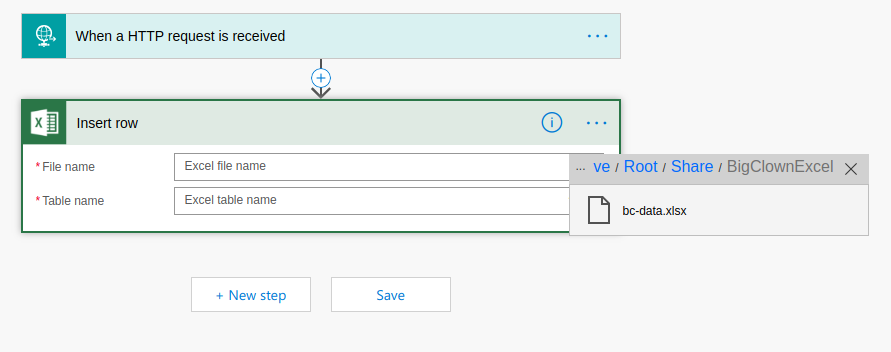 When a HTTP request is received
Insert row
* File name
Excel file name
... ve / Root / Share / BigClownExcel
* Table name
Excel table name
bc-data.xlsx
+ New step
Save